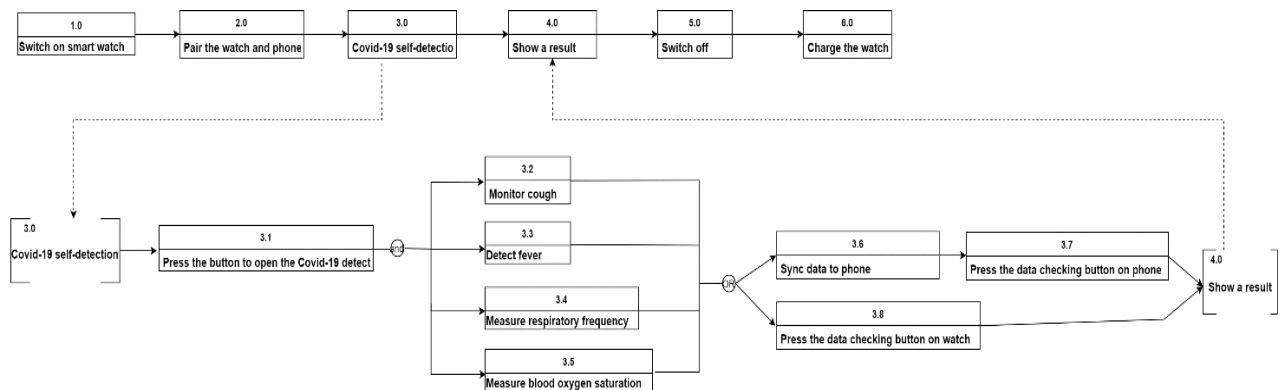 1.0
Switch on smart watch
2.0
Pair the watch and phone
3.0
Covid-19 self-detectio
4.0
Show a result
5.0
Switch off
6.0
Charge the watch
3.0
Covid-19 self-detection
3.1
Press the button to open the Covid-19 detect
and
3.2
Monitor cough
3.3
Detect fever
3.4
Measure respiratory frequency
3.5
Measure blood oxygen saturation
OR
3.6
Sync data to phone
3.7
Press the data checking button on phone
3.8
Press the data checking button on watch
4.0
Show a result